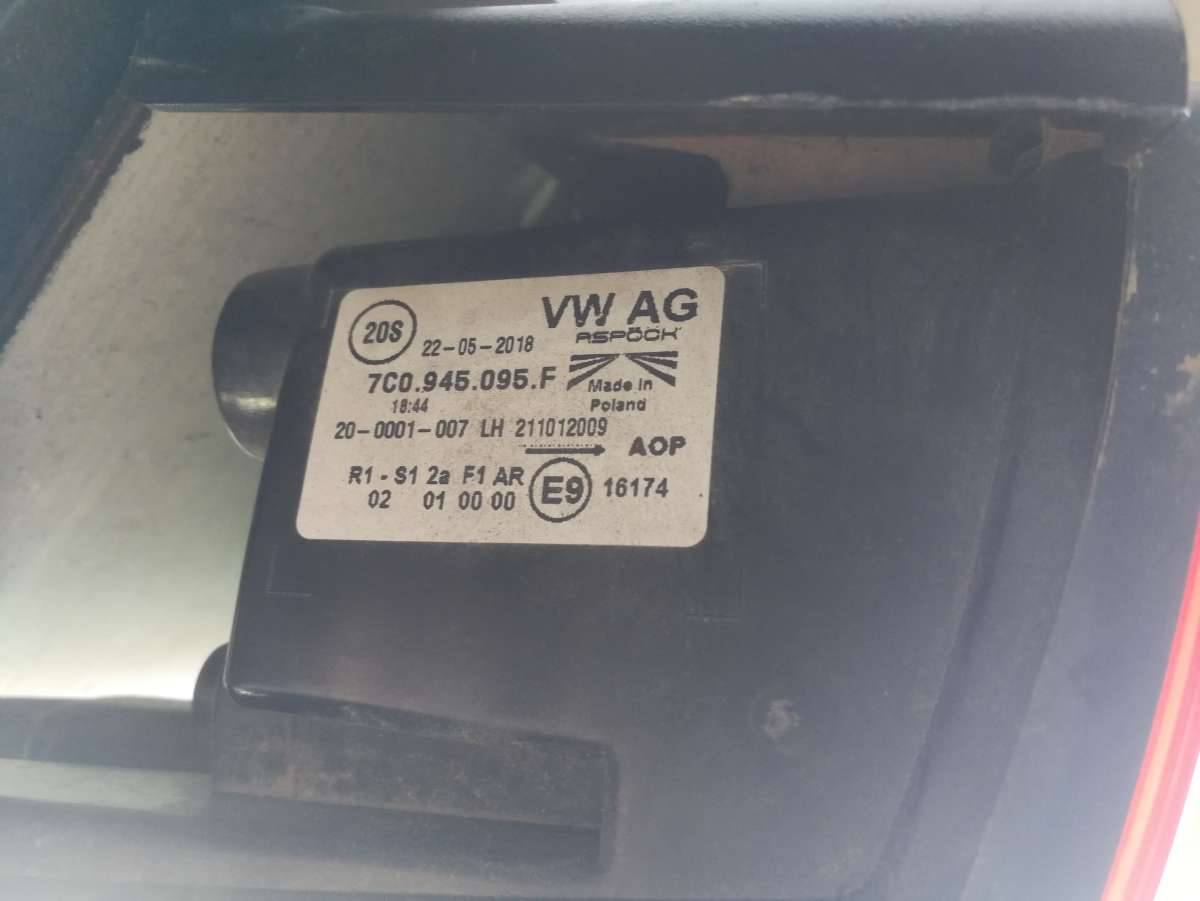 20S
VW AG
ASPÖCK
22-05-2018
7C0.945.095.F
Made in
Poland
18:44
20-0001-007 LH 211012009
AOP
R1 - S1 2a F1 AR
02 01 00 00
E9 16174